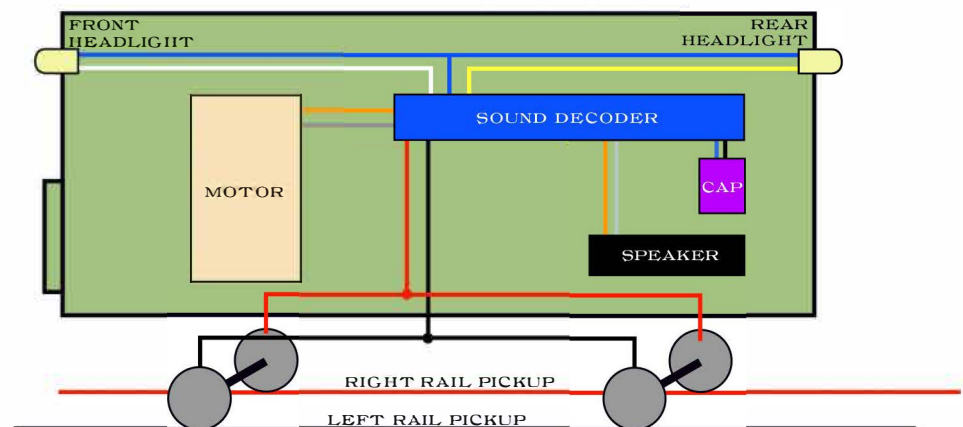 FRONT
HEADLIGHT
REAR
HEADLIGHT
SOUND DECODER
MOTOR
CAP
SPEAKER
RIGHT RAIL PICKUP
LEFT RAIL PICKUP